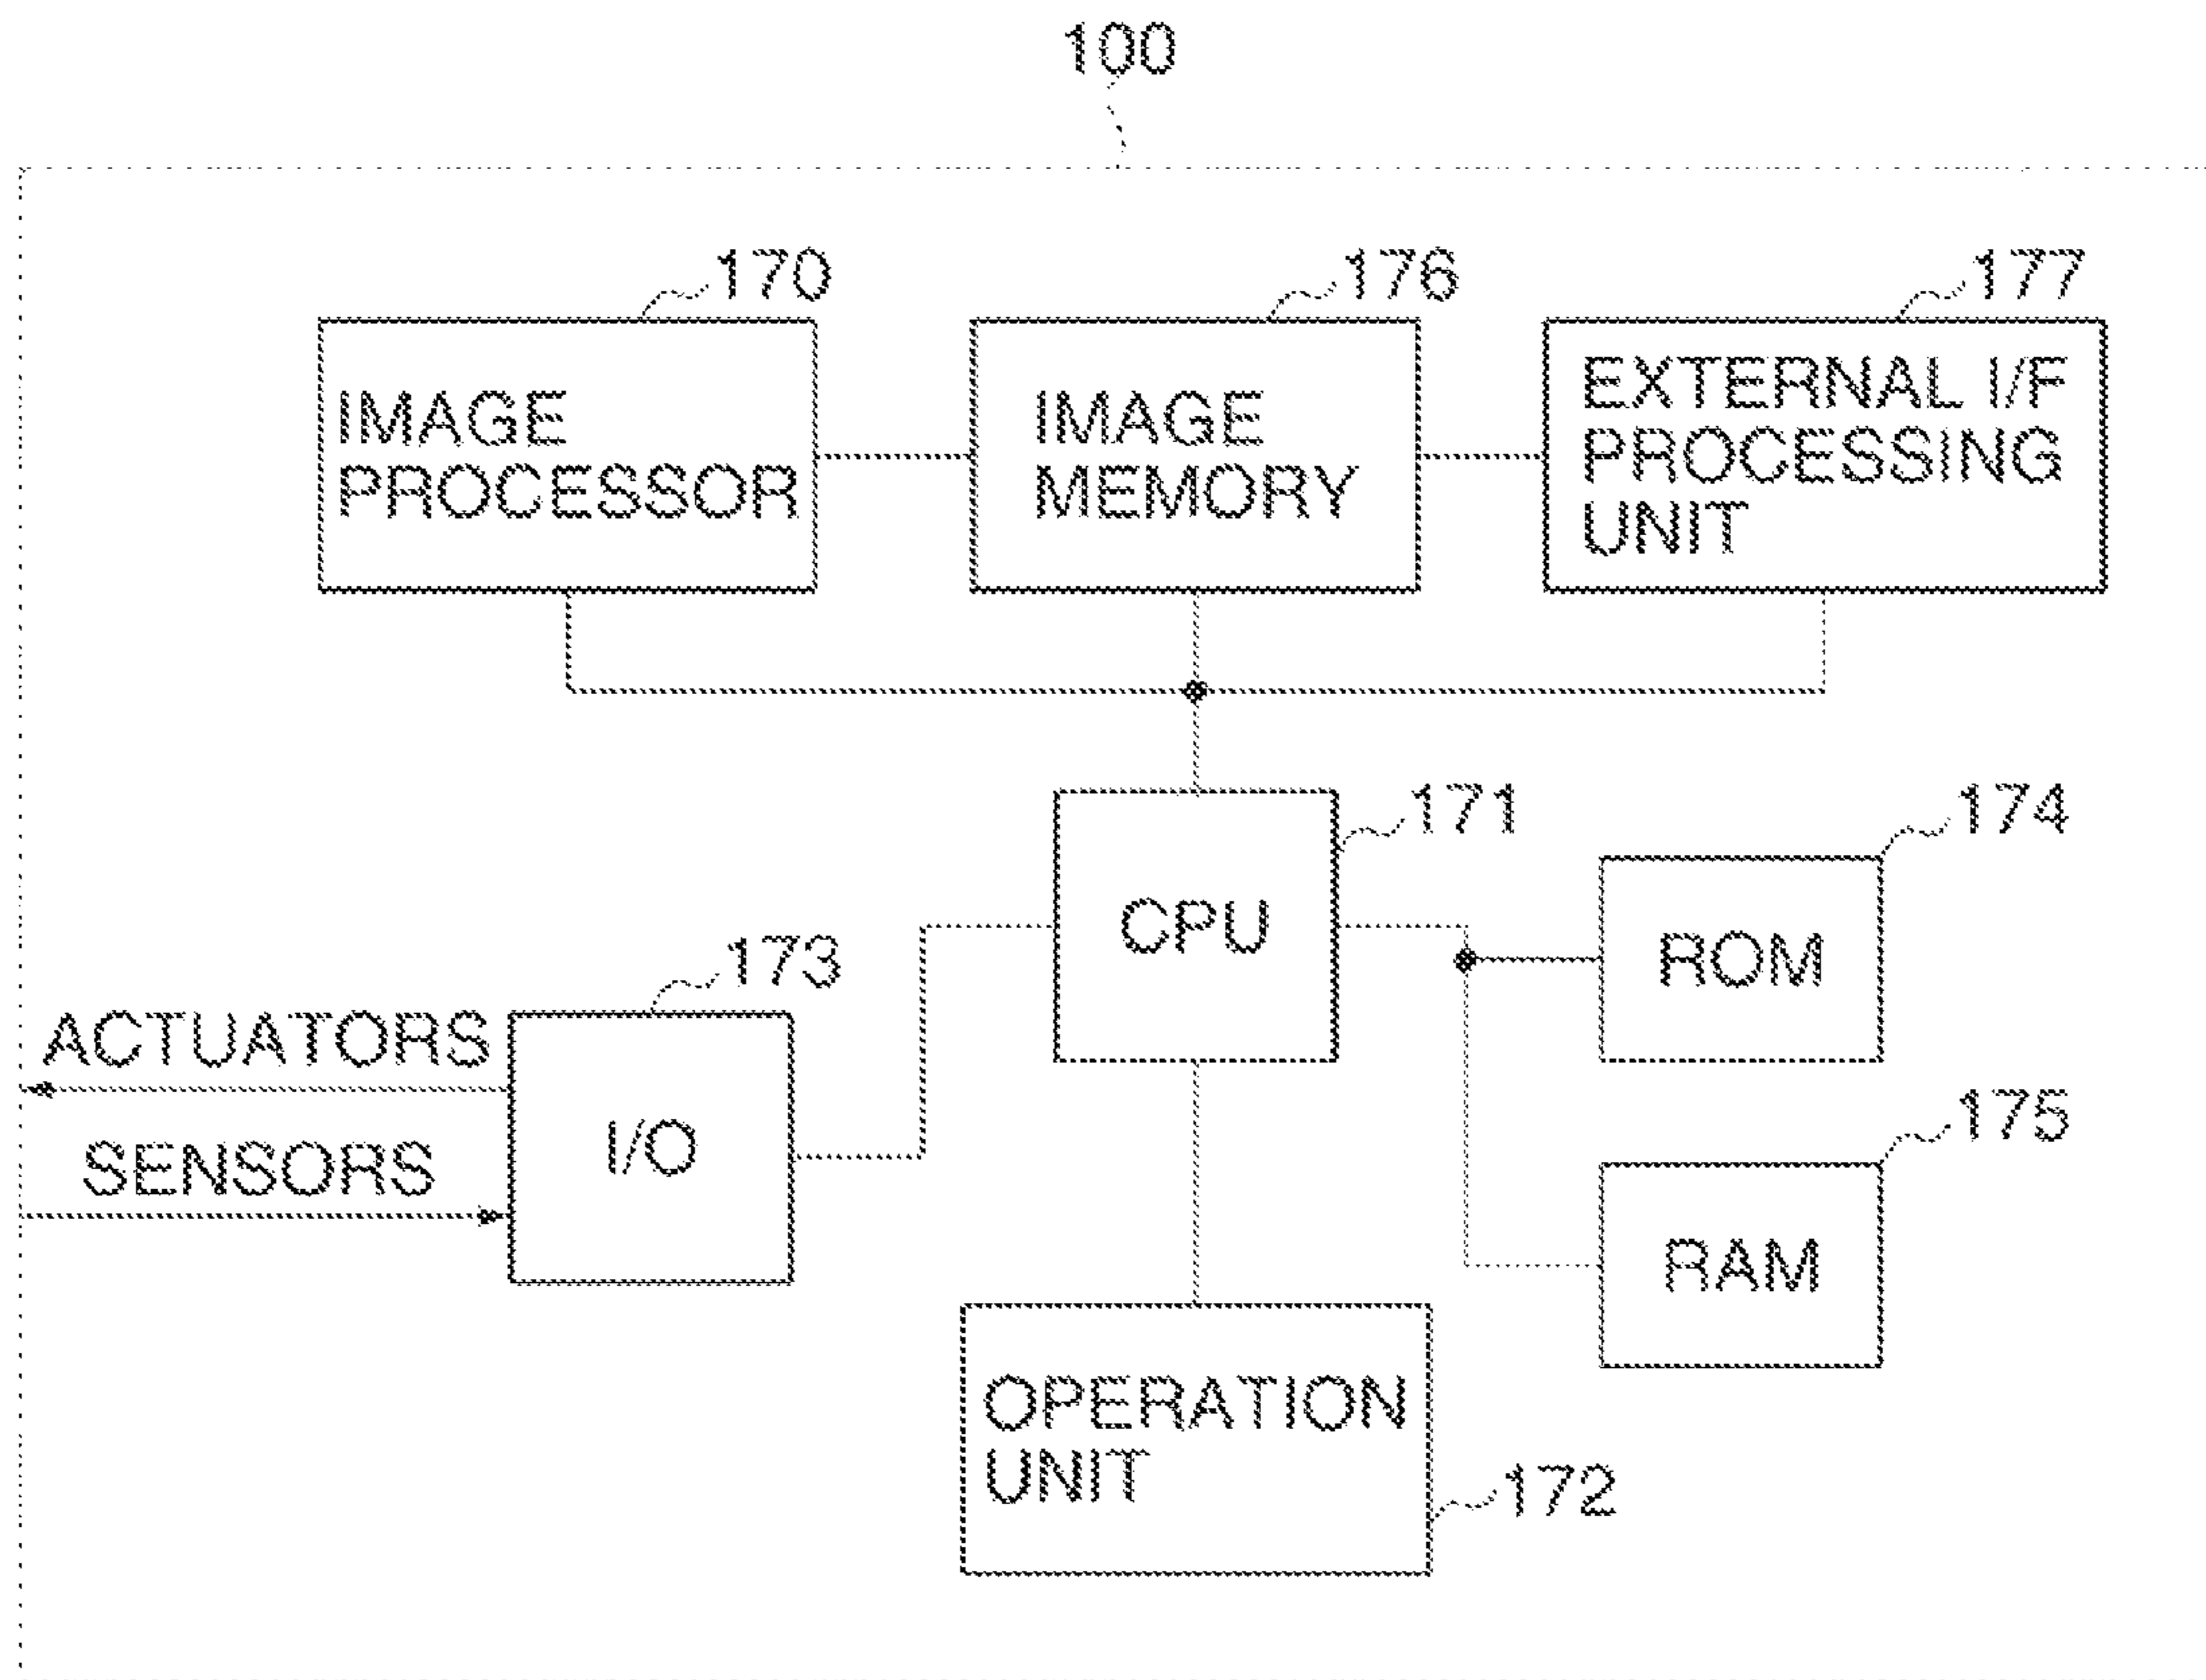 100
170
176
177
IMAGE
PROCESSOR
IMAGE
MEMORY
EXTERNAL I/F
PROCESSING
UNIT
171
174
CPU
ROM
173
ACTUATORS
I/O
SENSORS
175
RAM
OPERATION
UNIT
172